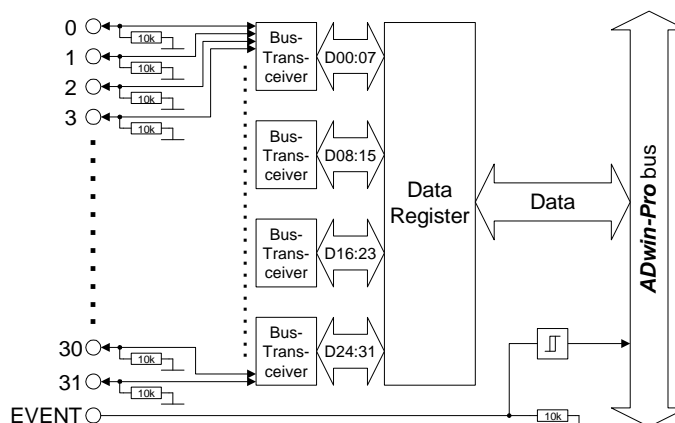 0
10k
1
10k
2
10k
3
10k
30
10k
31
10k
EVENT
Bus-
Trans-
ceiver
D00:07
Bus-
Trans-
ceiver
D08:15
Bus-
Trans-
ceiver
D16:23
Bus-
Trans-
ceiver
D24:31
Data
Register
Data
10k
ADwin-Pro bus